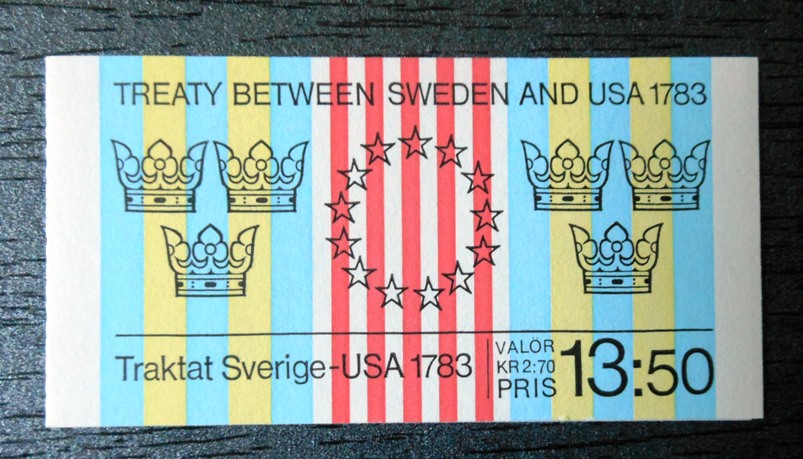 TREATY BETWEEN SWEDEN AND USA 1783
Traktat Sverige-USA 1783
VALÖR
KR 2:70
PRIS
13:50